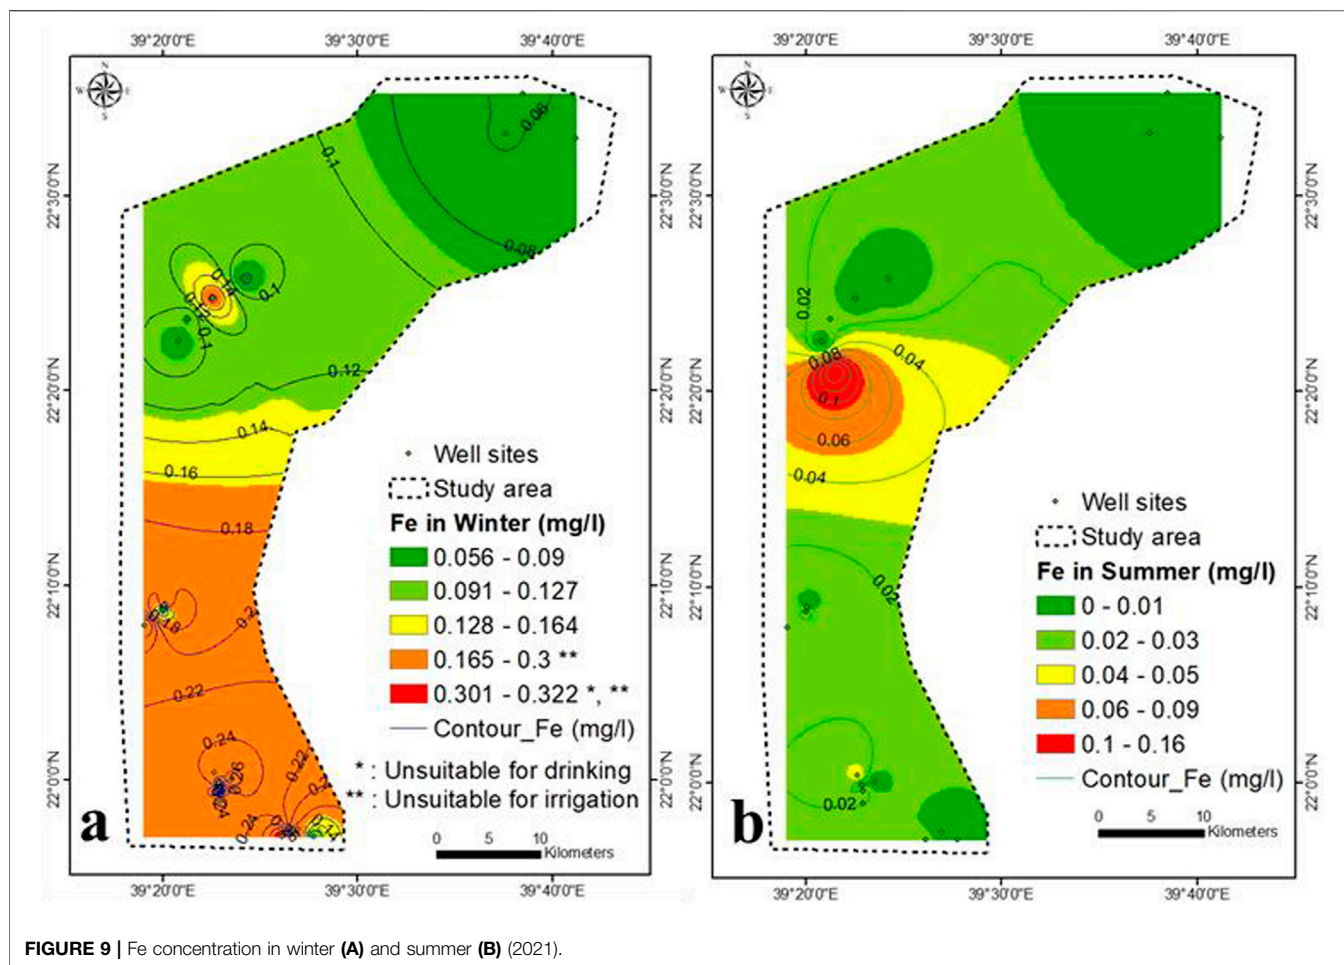 39°20'0"E 39°30'0"E 39°40'0"E
39°20'0"E 39°30'0"E 39°40'0"E
N
W E
S
N
W E
S
22°30'0"N
22°20'0"N
22°10'0"N
22°0'0"N
0.06
0.1
0.08
0.14
0.1
0.12
0.1
0.12
0.14
0.16
0.18
0.2
0.18
0.22
0.24
0.26
0.24
0.22
0.24
Well sites
Study area
Fe in Winter (mg/l)
0.056 - 0.09
0.091 - 0.127
0.128 - 0.164
0.165 - 0.3 **
0.301 - 0.322 *, **
Contour_Fe (mg/l)
* : Unsuitable for drinking
** : Unsuitable for irrigation
0 10
Kilometers
a
39°20'0"E 39°30'0"E 39°40'0"E
22°30'0"N 22°30'0"N
22°20'0"N 22°20'0"N
22°10'0"N 22°10'0"N
22°0'0"N 22°0'0"N
0.02
0.04
0.08
0.1
0.06
0.04
0.02
0.02
Well sites
Study area
Fe in Summer (mg/l)
0 - 0.01
0.02 - 0.03
0.04 - 0.05
0.06 - 0.09
0.1 - 0.16
Contour_Fe (mg/l)
0 10
Kilometers
b
39°20'0"E 39°30'0"E 39°40'0"E
FIGURE 9 | Fe concentration in winter (A) and summer (B) (2021).